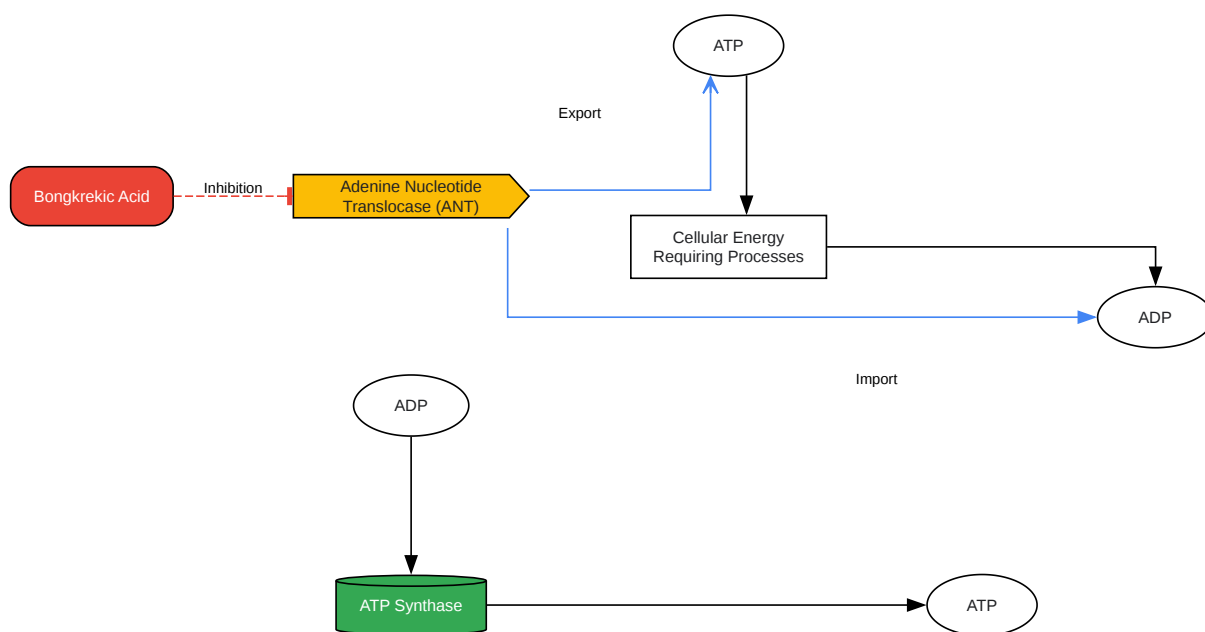 ATP
Export
Bongkrekic Acid
Inhibition
Adenine Nucleotide
Translocase (ANT)
Cellular Energy
Requiring Processes
ADP
Import
ADP
ATP Synthase
ATP